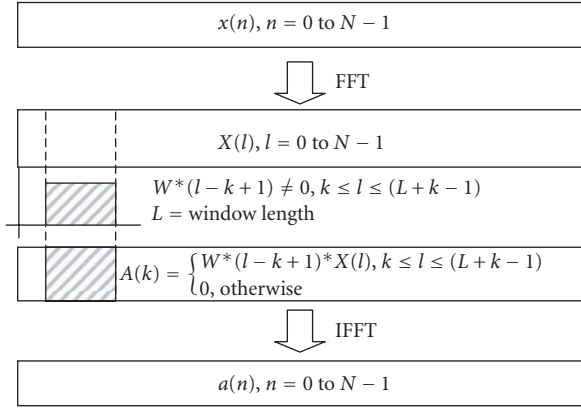 x(n), n = 0 to N − 1
FFT
X(l), l = 0 to N − 1
W*(l − k + 1) ≠ 0, k ≤ l ≤ (L + k − 1)
L = window length
A(k) = { W*(l − k + 1)*X(l), k ≤ l ≤ (L + k − 1)
0, otherwise
IFFT
a(n), n = 0 to N − 1